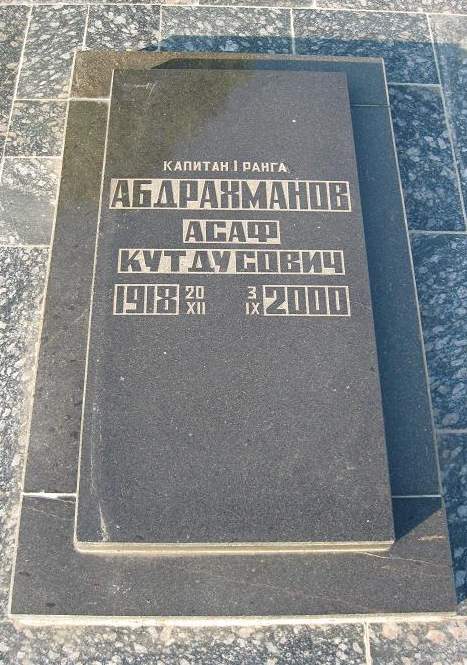 КАПИТАН I РАНГА
АБДРАХМАНОВ
АСАФ
КУТДУСОВИЧ
1918 20 XII 3 IX 2000